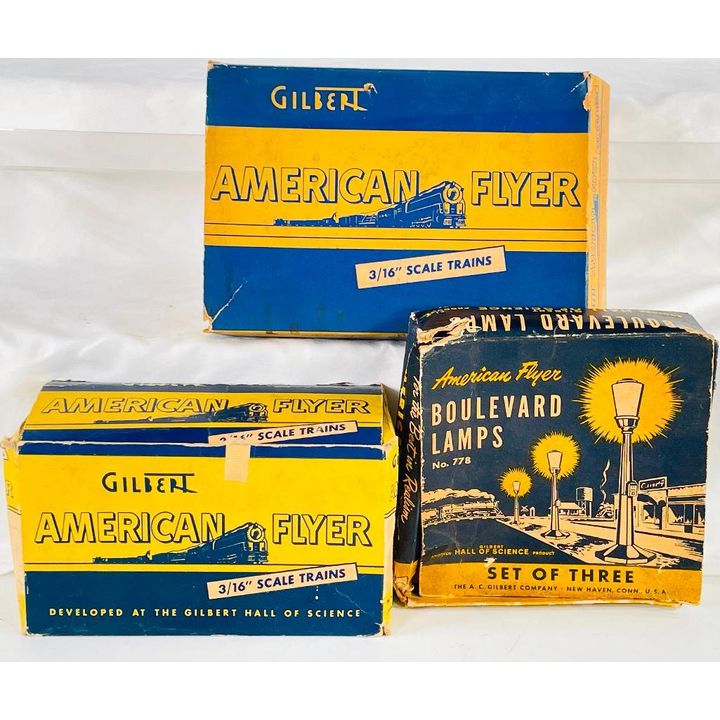 GILBERT
AMERICAN FLYER
3/16" SCALE TRAINS
AMERICAN FLYER
3/16" SCALE TRAINS
GILBERT
AMERICAN FLYER
3/16" SCALE TRAINS
DEVELOPED AT THE GILBERT HALL OF SCIENCE
BOULEVARD LAMPS
American Flyer
BOULEVARD
LAMPS
No. 778
GILBERT
ANOTHER HALL OF SCIENCE PRODUCT
SET OF THREE
THE A. C. GILBERT COMPANY · NEW HAVEN, CONN., U. S. A.